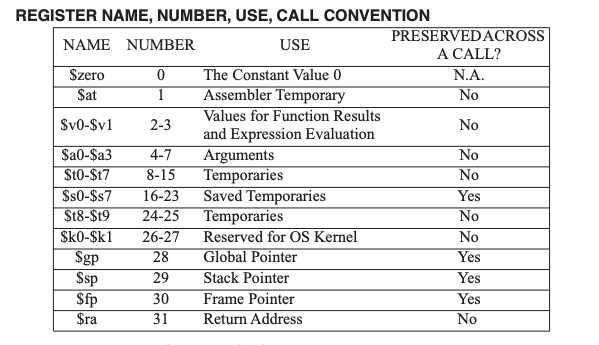 REGISTER NAME, NUMBER, USE, CALL CONVENTION
NAME NUMBER USE PRESERVEDACROSS A CALL?
$zero 0 The Constant Value 0 N.A.
$at 1 Assembler Temporary No
$v0-$v1 2-3 Values for Function Results and Expression Evaluation No
$a0-$a3 4-7 Arguments No
$t0-$t7 8-15 Temporaries No
$s0-$s7 16-23 Saved Temporaries Yes
$t8-$t9 24-25 Temporaries No
$k0-$k1 26-27 Reserved for OS Kernel No
$gp 28 Global Pointer Yes
$sp 29 Stack Pointer Yes
$fp 30 Frame Pointer Yes
$ra 31 Return Address No